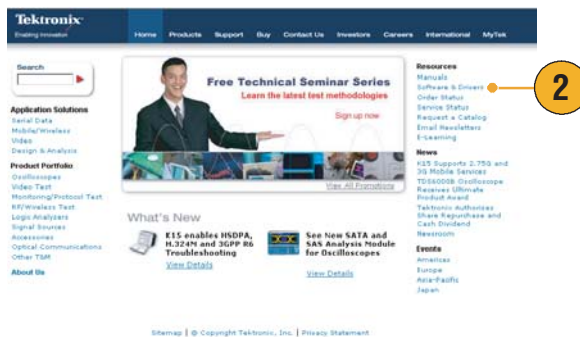 Tektronix
Enabling Innovation
Home Products Support Buy Contact Us Investors Careers International MyTek
Search
Application Solutions
Serial Data
Mobile/Wireless
Video
Design & Analysis
Product Portfolio
Oscilloscopes
Video Test
Monitoring/Protocol Test
RF/Wireless Test
Logic Analyzers
Signal Sources
Accessories
Optical Communications
Other T&M
About Us
Free Technical Seminar Series
Learn the latest test methodologies
Sign up now
View All Promotions
What's New
K15 enables HSDPA,
H.324M and 3GPP R6
Troubleshooting
View Details
See New SATA and
SAS Analysis Module
for Oscilloscopes
View Details
Resources
Manuals
Software & Drivers
Order Status
Service Status
Request a Catalog
Email Newsletters
E-Learning
News
K15 Supports 2.75G and
3G Mobile Services
TDS6000B Oscilloscope
Receives Ultimate
Product Award
Tektronix Authorizes
Share Repurchase and
Cash Dividend
Newsroom
Events
Americas
Europe
Asia-Pacific
Japan
2
Sitemap | © Copyright Tektronix, Inc. | Privacy Statement